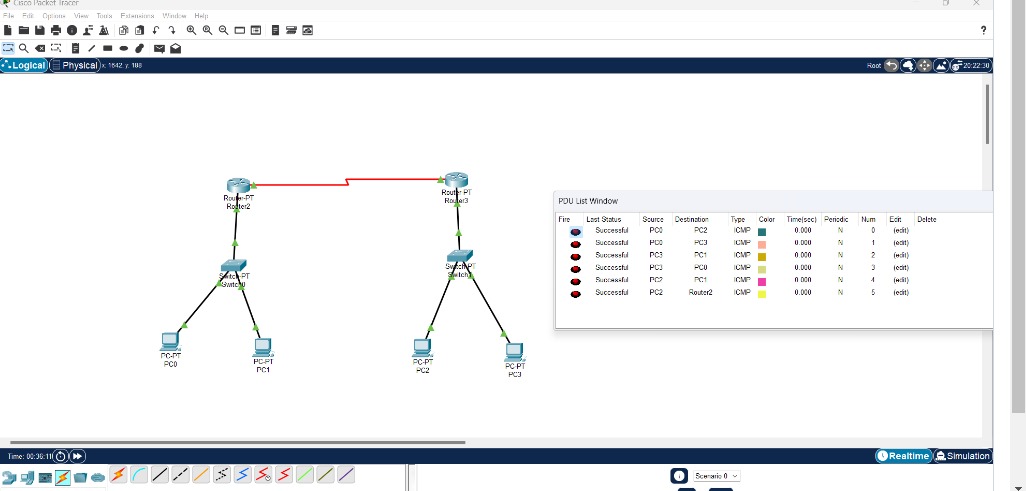 Cisco Packet Tracer
File Edit Options View Tools Extensions Window Help
?
Logical Physical x: 1642, y: 188 Root 20:22:30
Router-PT
Router2
Router-PT
Router3
PDU List Window
Fire Last Status Source Destination Type Color Time(sec) Periodic Num Edit Delete
Successful PC0 PC2 ICMP 0.000 N 0 (edit)
Successful PC0 PC3 ICMP 0.000 N 1 (edit)
Successful PC3 PC1 ICMP 0.000 N 2 (edit)
Successful PC3 PC0 ICMP 0.000 N 3 (edit)
Successful PC2 PC1 ICMP 0.000 N 4 (edit)
Successful PC2 Router2 ICMP 0.000 N 5 (edit)
Switch-PT
Switch0
Switch-PT
PC-PT
PC0
PC-PT
PC1
PC-PT
PC2
PC-PT
PC3
Time: 00:36:11 Realtime Simulation
Scenario 0